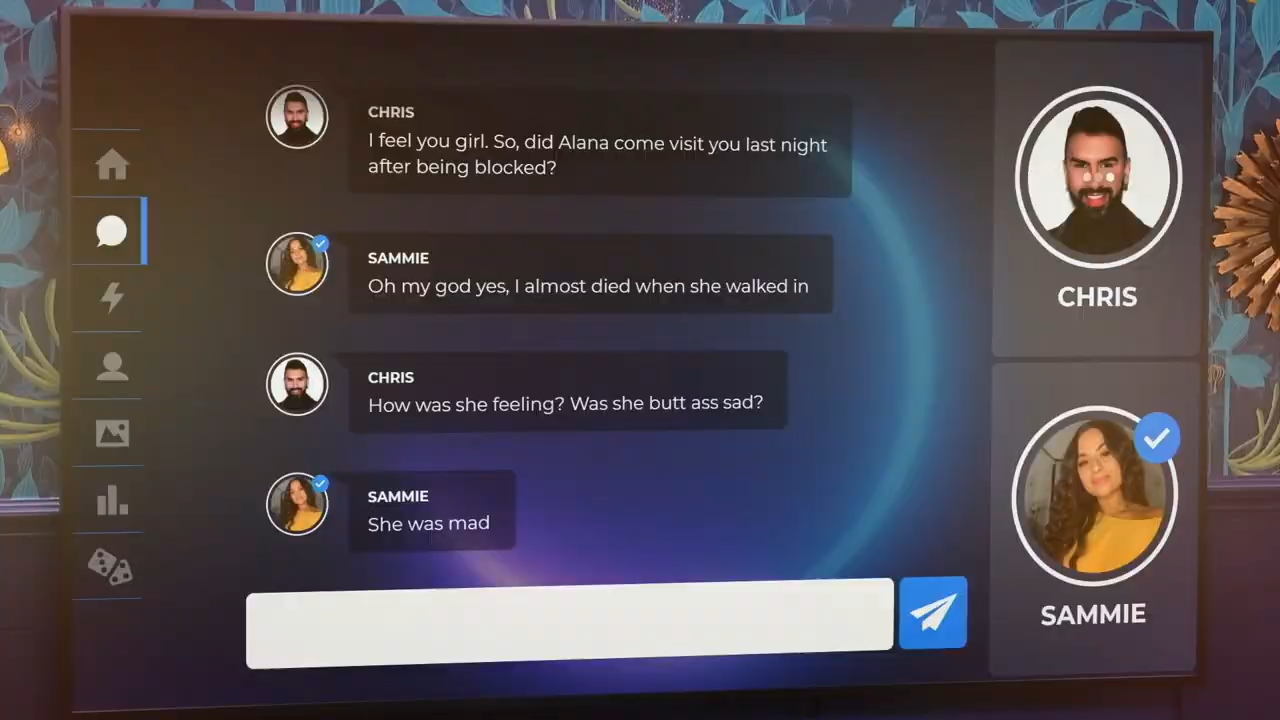 CHRIS
I feel you girl. So, did Alana come visit you last night
after being blocked?
SAMMIE
Oh my god yes, I almost died when she walked in
CHRIS
How was she feeling? Was she butt ass sad?
SAMMIE
She was mad
CHRIS
SAMMIE